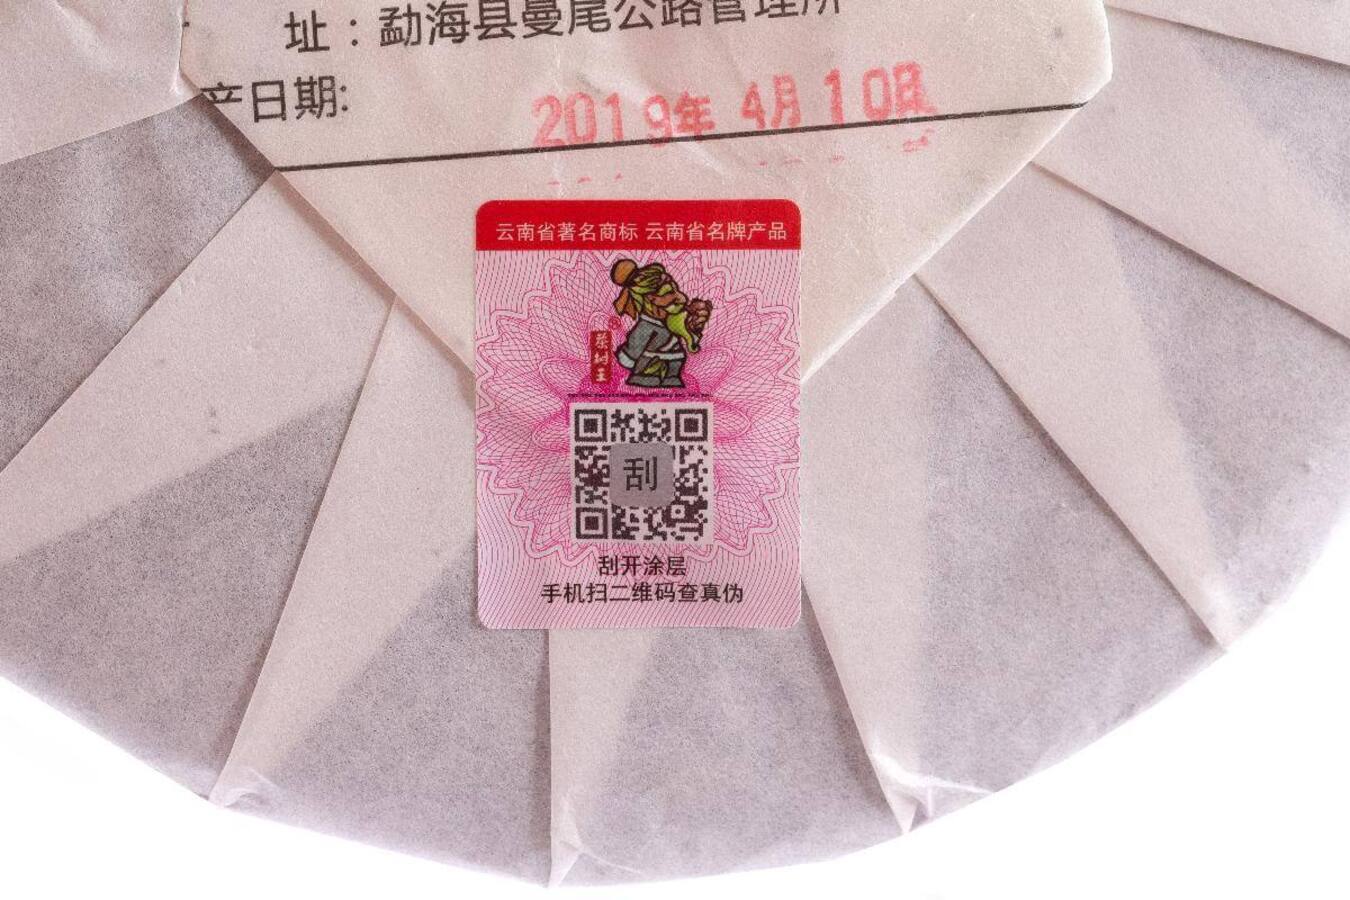 址：勐海县曼尾公路管理所
产日期:
2019年 4月10日
云南省著名商标 云南省名牌产品
茶树王
刮
刮开涂层
手机扫二维码查真伪